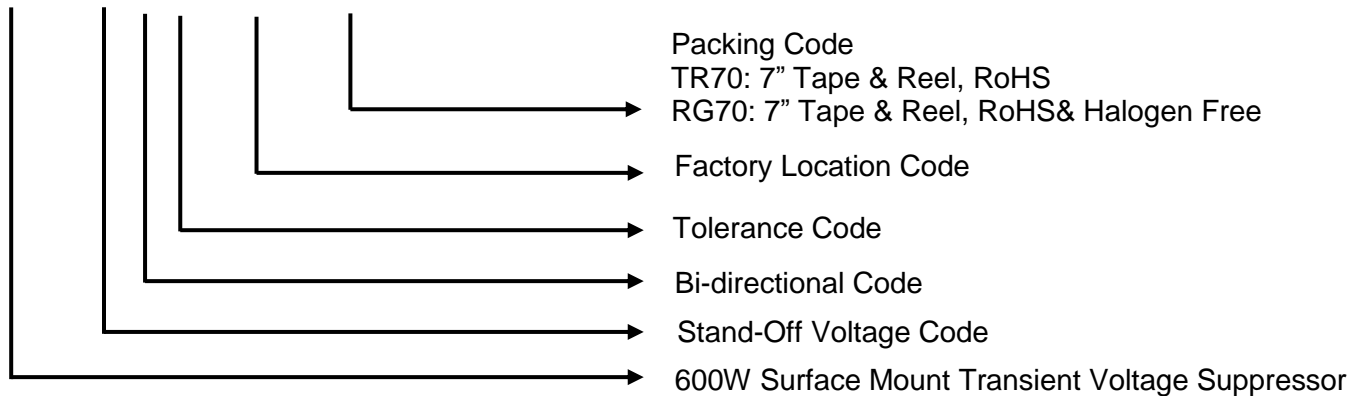 Packing Code
TR70: 7” Tape & Reel, RoHS
RG70: 7” Tape & Reel, RoHS& Halogen Free
Factory Location Code
Tolerance Code
Bi-directional Code
Stand-Off Voltage Code
600W Surface Mount Transient Voltage Suppressor